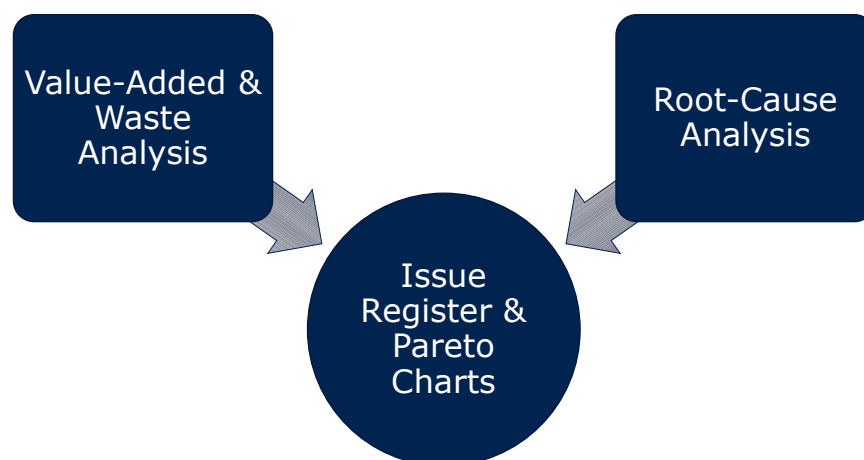 Value-Added &
Waste
Analysis
Root-Cause
Analysis
Issue
Register &
Pareto
Charts